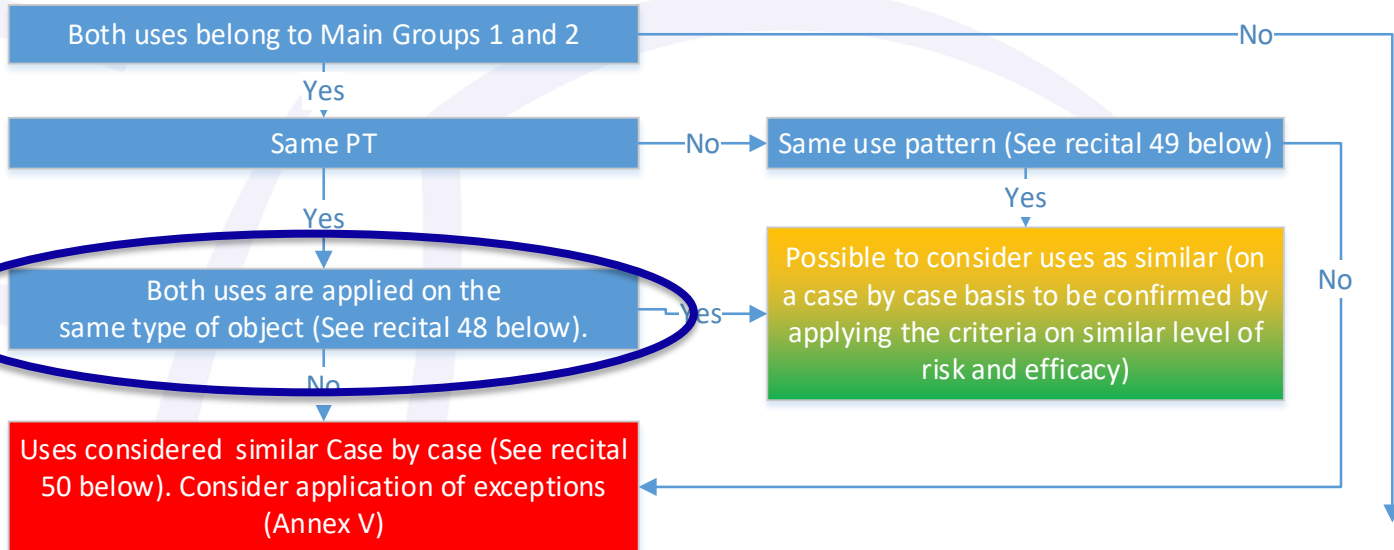 Both uses belong to Main Groups 1 and 2
No
Yes
Same PT
No
Same use pattern (See recital 49 below)
Yes
Yes
Both uses are applied on the
same type of object (See recital 48 below).
Yes
Possible to consider uses as similar (on
a case by case basis to be confirmed by
applying the criteria on similar level of
risk and efficacy)
No
No
Uses considered similar Case by case (See recital
50 below). Consider application of exceptions
(Annex V)